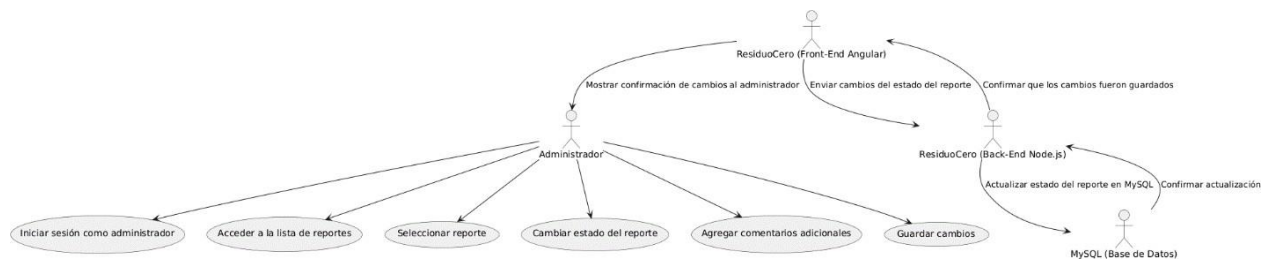 ResiduoCero (Front-End Angular)
Mostrar confirmación de cambios al administrador
Enviar cambios del estado del reporte
Confirmar que los cambios fueron guardados
Administrador
ResiduoCero (Back-End Node.js)
Actualizar estado del reporte en MySQL
Confirmar actualización
Iniciar sesión como administrador
Acceder a la lista de reportes
Seleccionar reporte
Cambiar estado del reporte
Agregar comentarios adicionales
Guardar cambios
MySQL (Base de Datos)